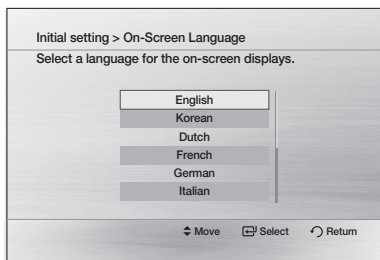 Initial setting > On-Screen Language
Select a language for the on-screen displays.
English
Korean
Dutch
French
German
Italian
Move Select Return